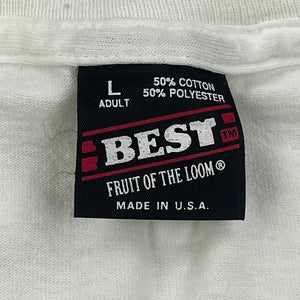 L 50% COTTON
ADULT 50% POLYESTER
BEST TM
FRUIT OF THE LOOM®
MADE IN U.S.A.